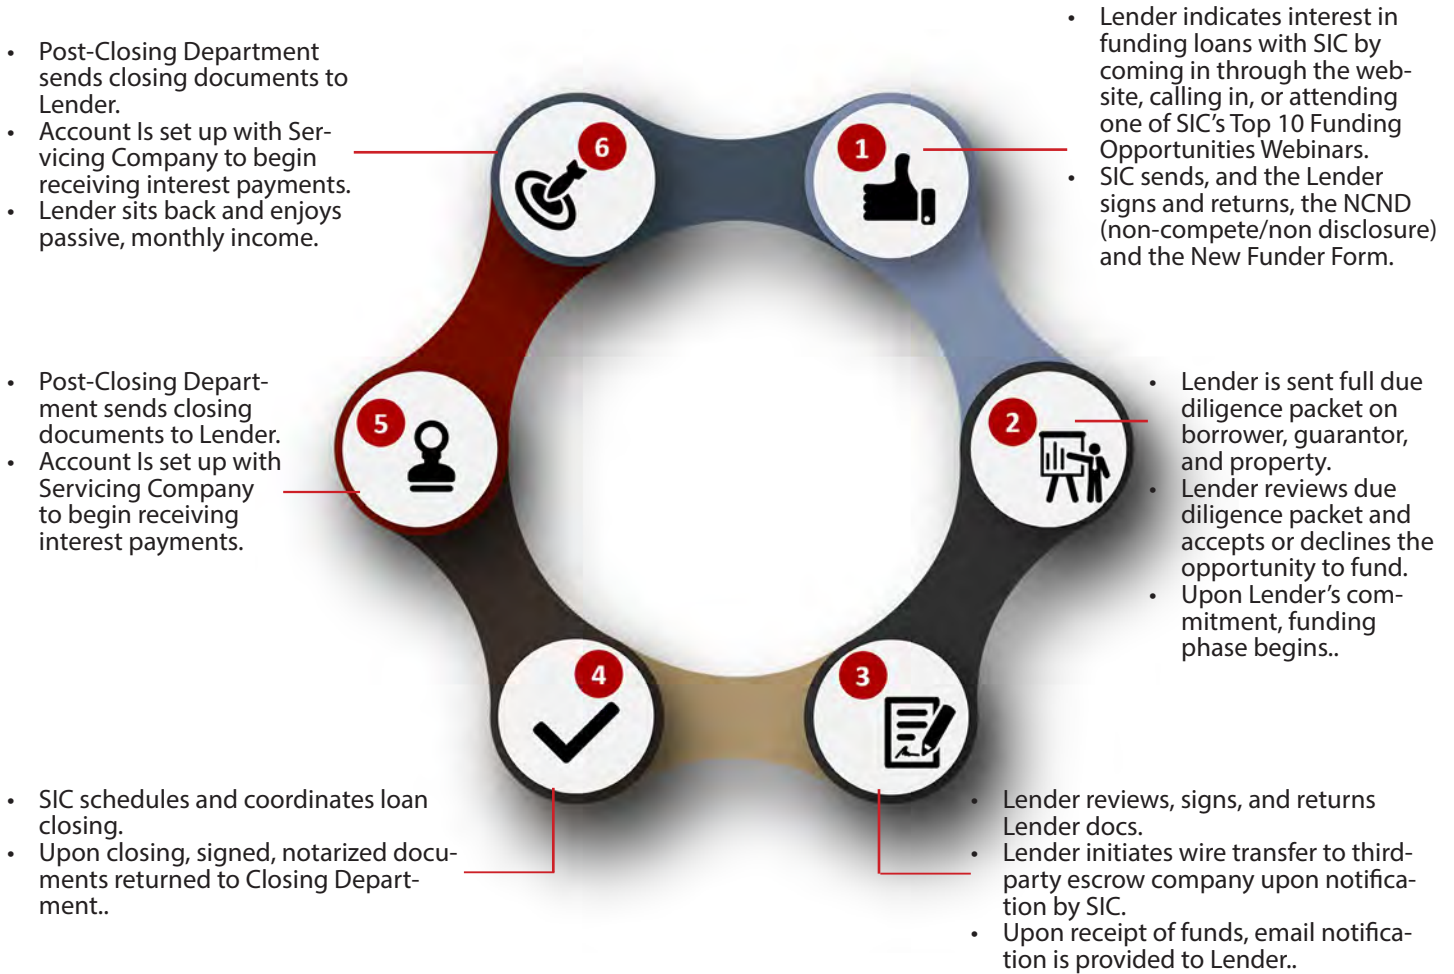 1
• Lender indicates interest in
funding loans with SIC by
coming in through the web-
site, calling in, or attending
one of SIC’s Top 10 Funding
Opportunities Webinars.
• SIC sends, and the Lender
signs and returns, the NCND
(non-compete/non disclosure)
and the New Funder Form.
2
• Lender is sent full due
diligence packet on
borrower, guarantor,
and property.
• Lender reviews due
diligence packet and
accepts or declines the
opportunity to fund.
• Upon Lender’s com-
mitment, funding
phase begins..
3
• Lender reviews, signs, and returns
Lender docs.
• Lender initiates wire transfer to third-
party escrow company upon notifica-
tion by SIC.
• Upon receipt of funds, email notifica-
tion is provided to Lender..
4
• SIC schedules and coordinates loan
closing.
• Upon closing, signed, notarized docu-
ments returned to Closing Depart-
ment..
5
• Post-Closing Depart-
ment sends closing
documents to Lender.
• Account Is set up with
Servicing Company
to begin receiving
interest payments.
6
• Post-Closing Department
sends closing documents to
Lender.
• Account Is set up with Ser-
vicing Company to begin
receiving interest payments.
• Lender sits back and enjoys
passive, monthly income.